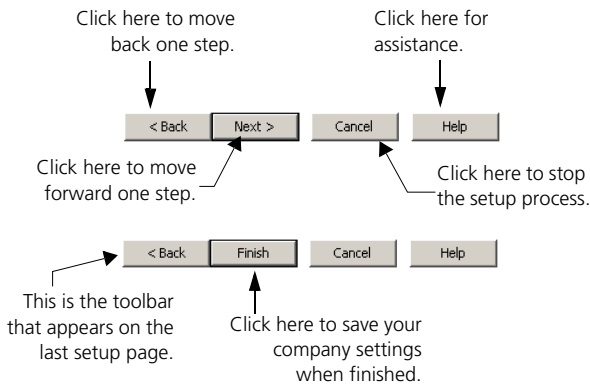 Click here to move
back one step.
Click here for
assistance.
< Back
Next >
Cancel
Help
Click here to move
forward one step.
Click here to stop
the setup process.
< Back
Finish
Cancel
Help
This is the toolbar
that appears on the
last setup page.
Click here to save your
company settings
when finished.